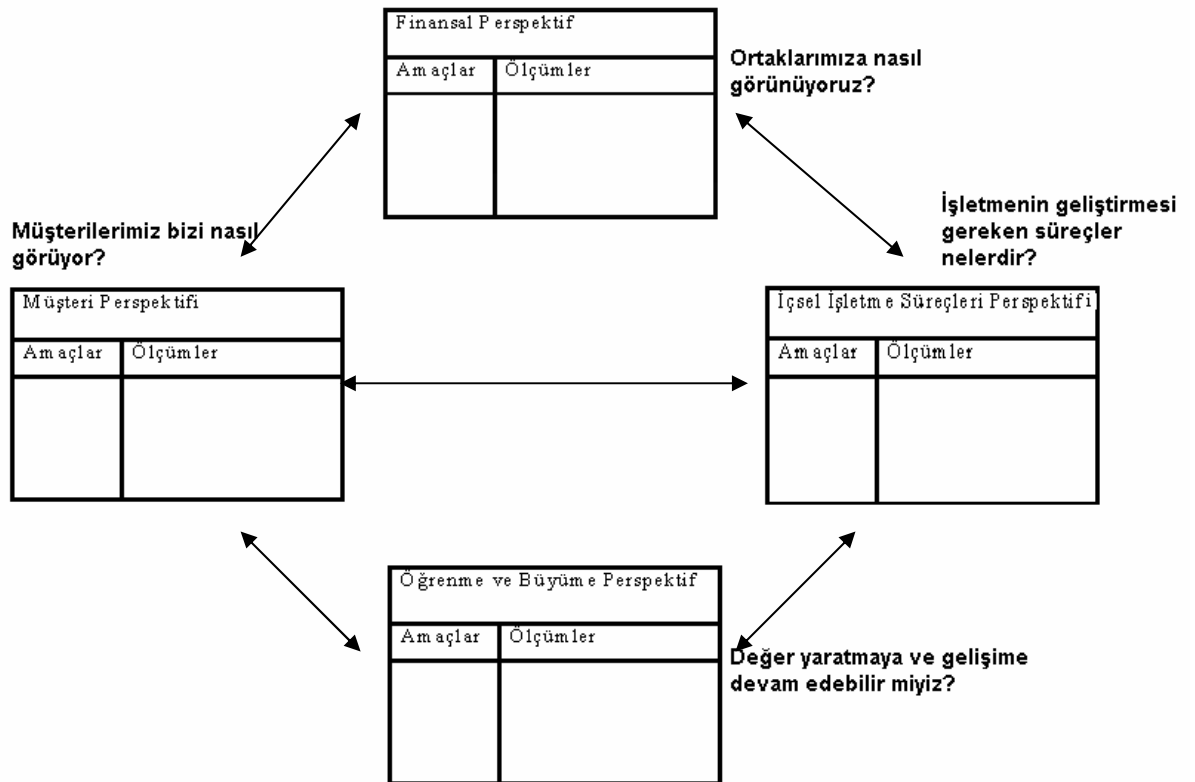 Finansal Perspektif
Amaçlar Ölçümler
Ortaklarımıza nasıl
görünüyoruz?
Müşterilerimiz bizi nasıl
görüyor?
Müşteri Perspektifi
Amaçlar Ölçümler
İşletmenin geliştirmesi
gereken süreçler
nelerdir?
İçsel İşletme Süreçleri Perspektifi
Amaçlar Ölçümler
Öğrenme ve Büyüme Perspektif
Amaçlar Ölçümler
Değer yaratmaya ve gelişime
devam edebilir miyiz?